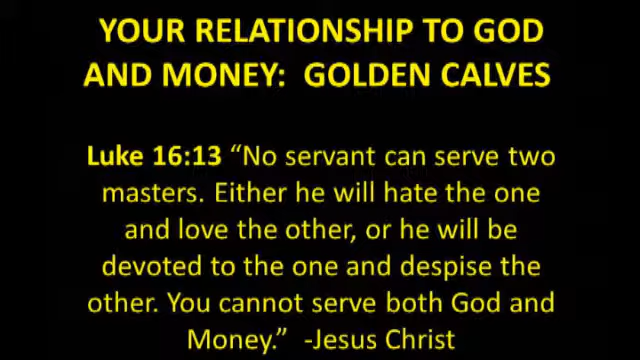 YOUR RELATIONSHIP TO GOD
AND MONEY:  GOLDEN CALVES
Luke 16:13 “No servant can serve two
masters. Either he will hate the one
and love the other, or he will be
devoted to the one and despise the
other. You cannot serve both God and
Money.”  -Jesus Christ